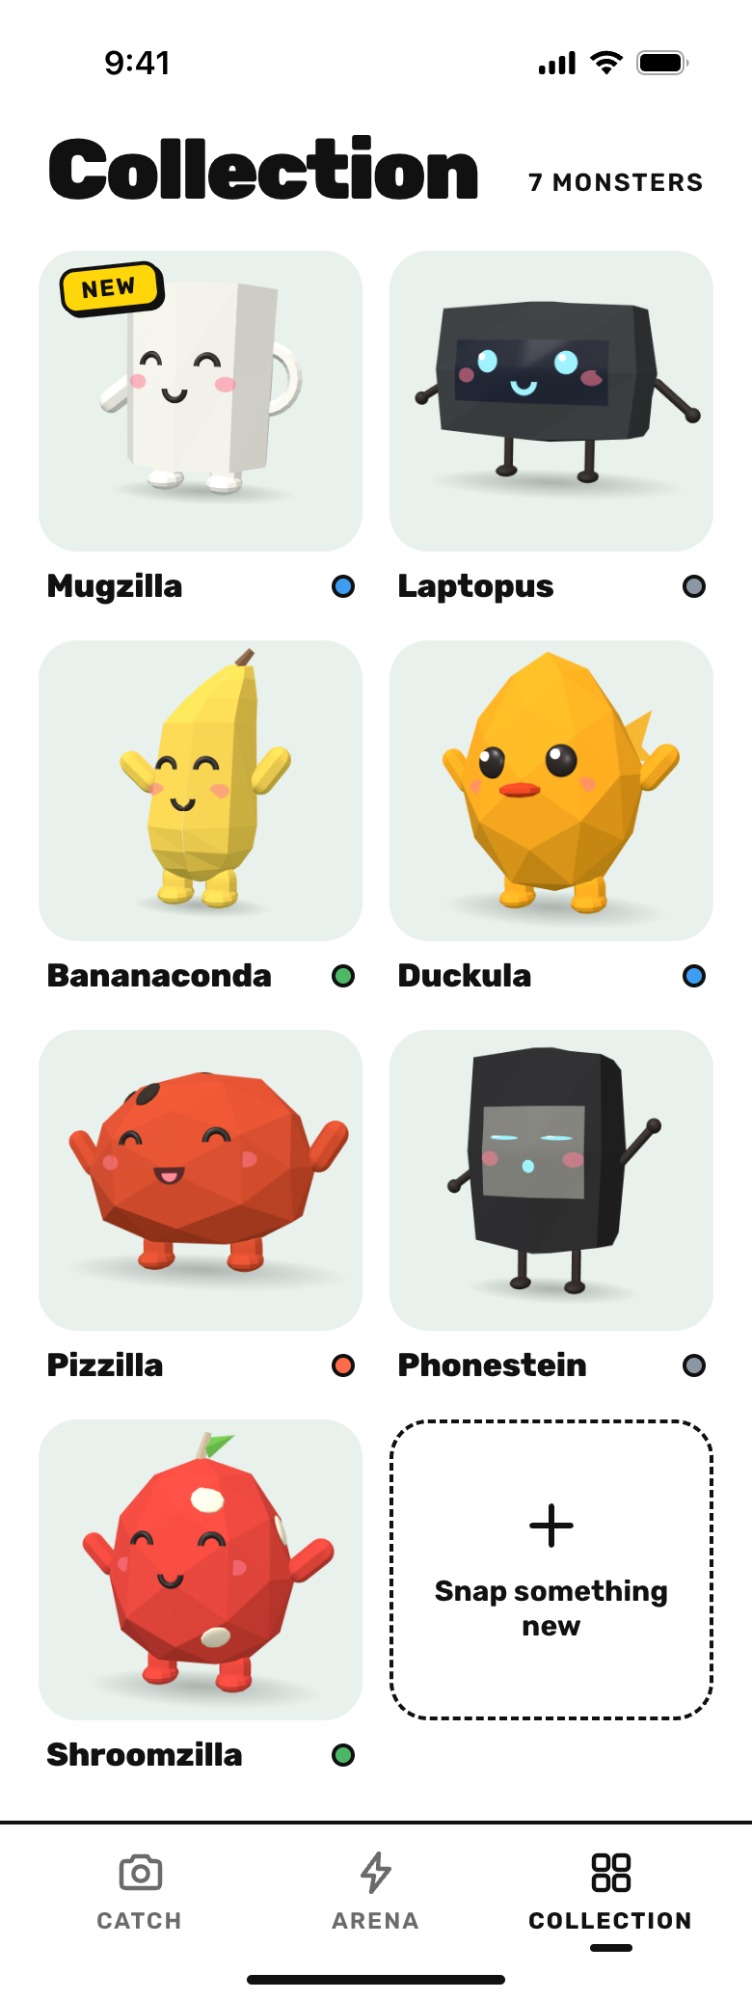 9:41
Collection
7 MONSTERS
NEW
Mugzilla
Laptopus
Bananaconda
Duckula
Pizzilla
Phonestein
Snap something
new
Shroomzilla
CATCH
ARENA
COLLECTION